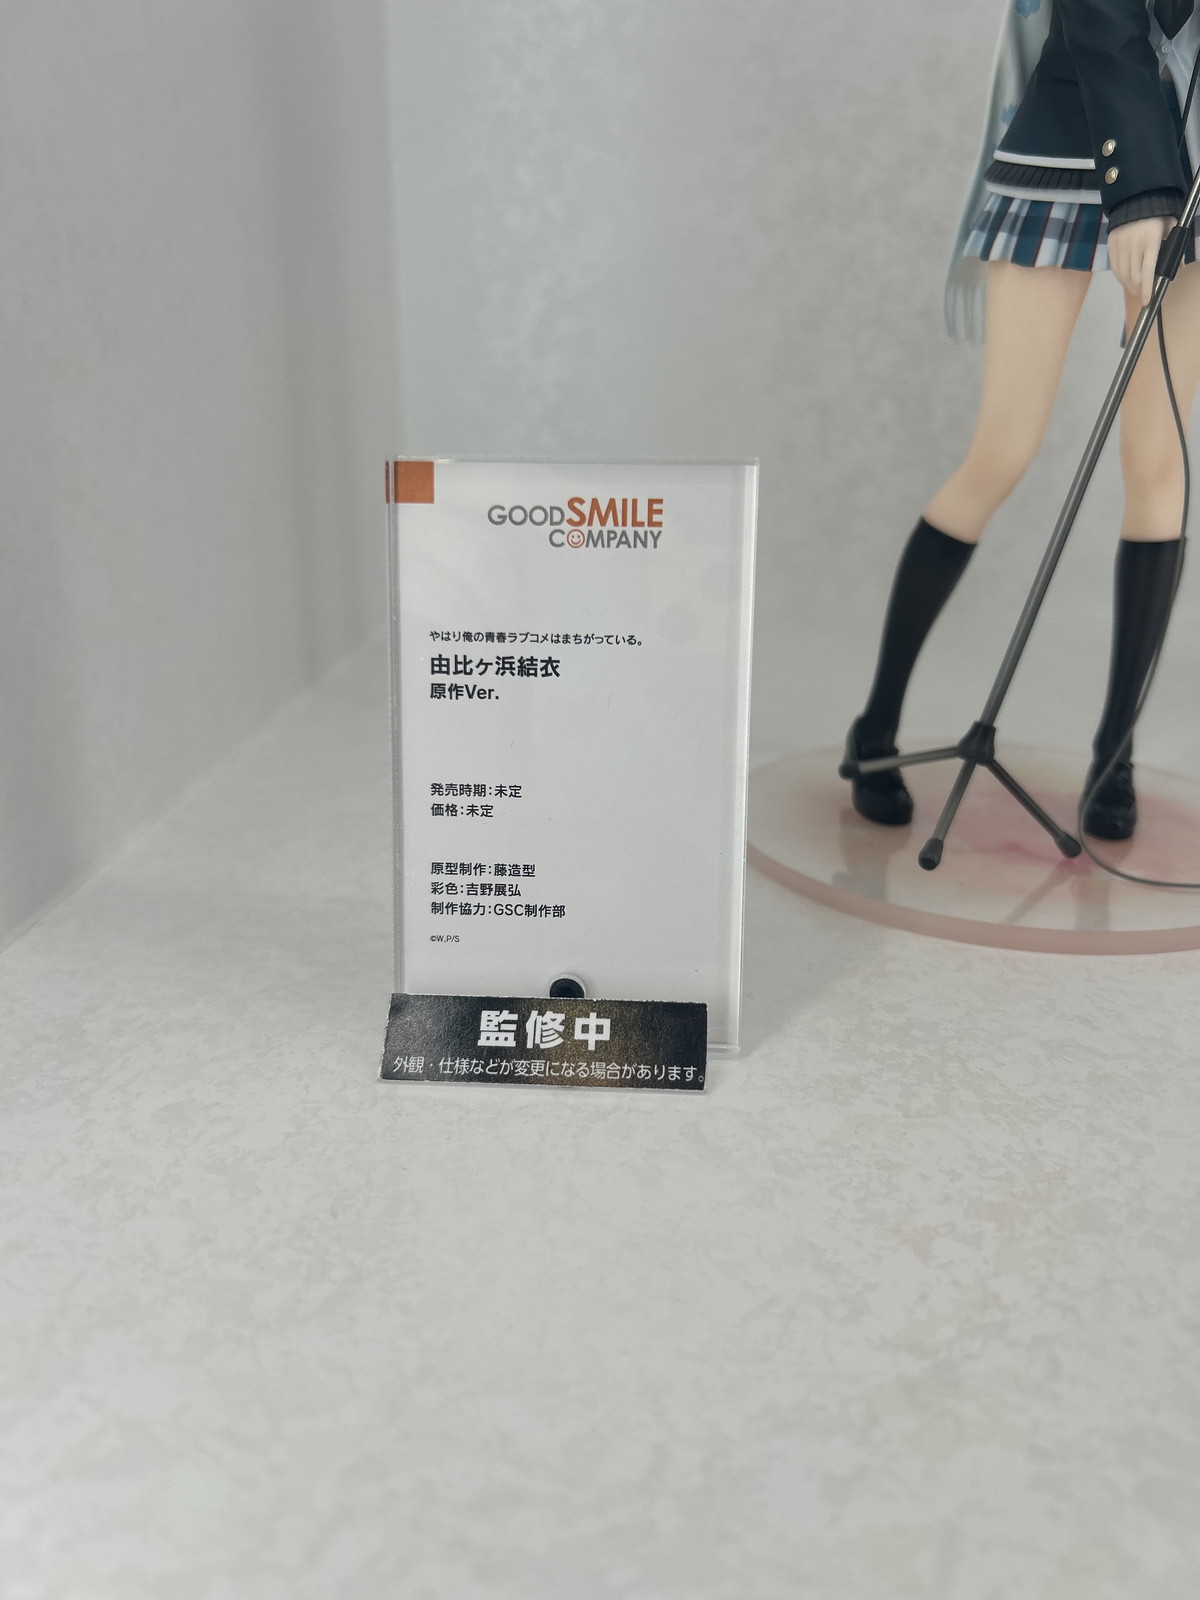 GOOD SMILE
COMPANY
やはり俺の青春ラブコメはまちがっている。
由比ヶ浜結衣
原作Ver.
発売時期：未定
価格：未定
原型制作：藤造型
彩色：吉野展弘
制作協力：GSC制作部
©W,P/S
監修中
外観・仕様などが変更になる場合があります。